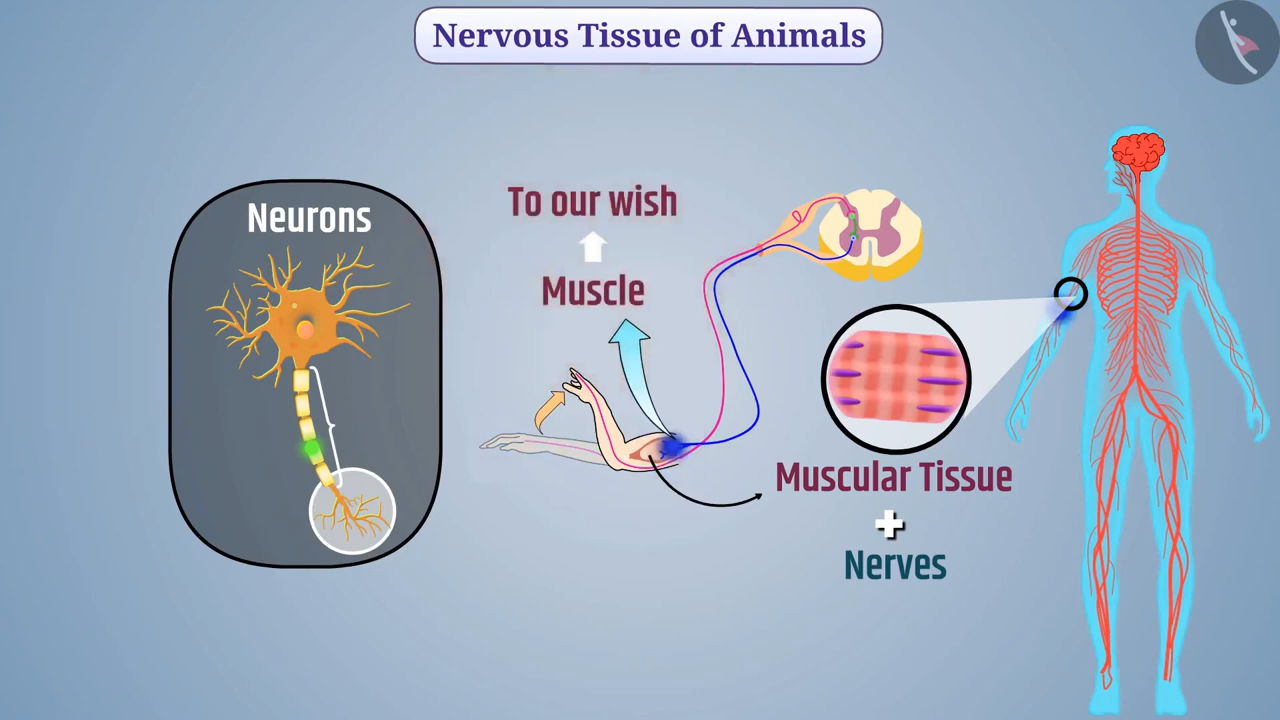 Nervous Tissue of Animals
Neurons
To our wish
Muscle
Muscular Tissue
+
Nerves